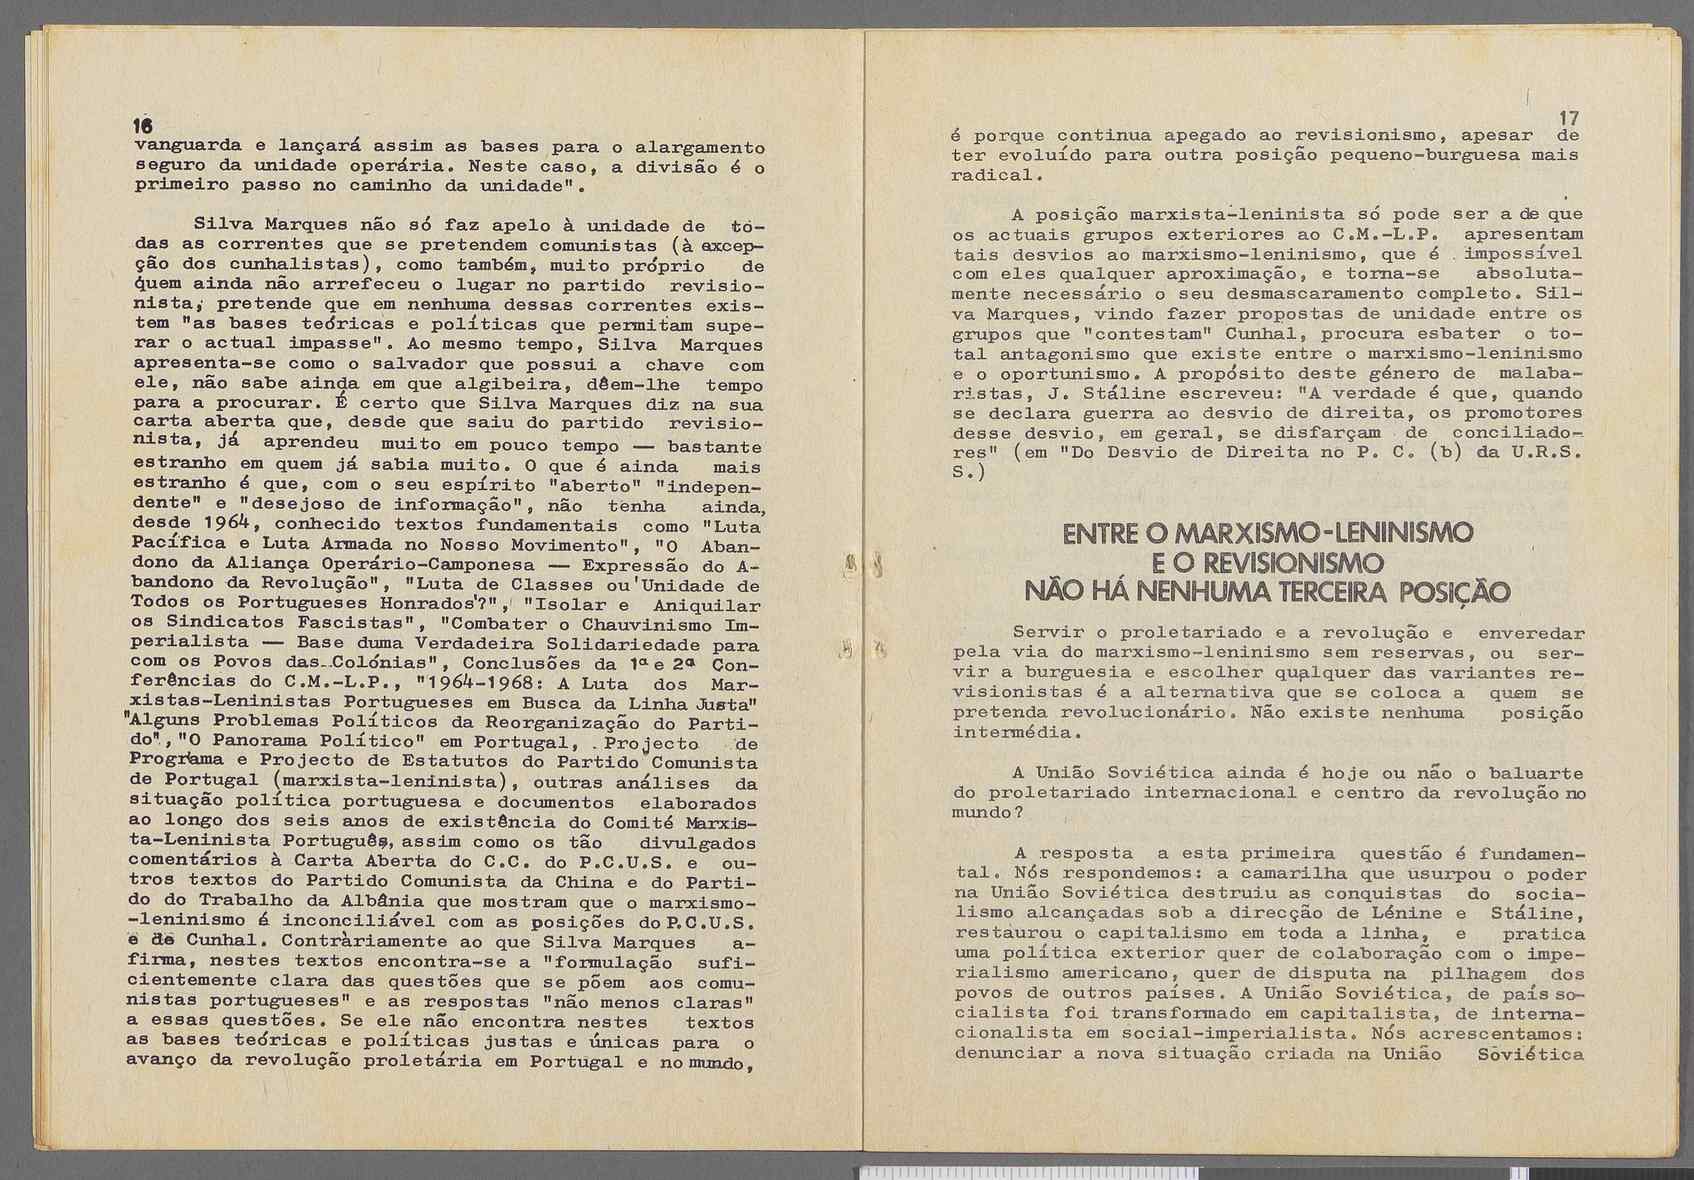 16
vanguarda e lançará assim as bases para o alargamento
seguro da unidade operária. Neste caso, a divisão é o
primeiro passo no caminho da unidade".
Silva Marques não só faz apelo à unidade de to-
das as correntes que se pretendem comunistas (à excep-
ção dos cunhalistas), como também, muito próprio de
quem ainda não arrefeceu o lugar no partido revisio-
nista, pretende que em nenhuma dessas correntes exis-
tem "as bases teóricas e políticas que permitam supe-
rar o actual impasse". Ao mesmo tempo, Silva Marques
apresenta-se como o salvador que possui a chave com
ele, não sabe ainda em que algibeira, dêem-lhe tempo
para a procurar. É certo que Silva Marques diz na sua
carta aberta que, desde que saiu do partido revisio-
nista, já aprendeu muito em pouco tempo — bastante
estranho em quem já sabia muito. O que é ainda mais
estranho é que, com o seu espírito "aberto" "indepen-
dente" e "desejoso de informação", não tenha ainda,
desde 1964, conhecido textos fundamentais como "Luta
Pacífica e Luta Armada no Nosso Movimento", "O Aban-
dono da Aliança Operário-Camponesa — Expressão do A-
bandono da Revolução", "Luta de Classes ou'Unidade de
Todos os Portugueses Honrados'?", "Isolar e Aniquilar
os Sindicatos Fascistas", "Combater o Chauvinismo Im-
perialista — Base duma Verdadeira Solidariedade para
com os Povos das Colónias", Conclusões da 1ª e 2ª Con-
ferências do C.M.-L.P., "1964-1968: A Luta dos Mar-
xistas-Leninistas Portugueses em Busca da Linha Justa"
"Alguns Problemas Políticos da Reorganização do Parti-
do", "O Panorama Político" em Portugal, .Projecto de
Programa e Projecto de Estatutos do Partido Comunista
de Portugal (marxista-leninista), outras análises da
situação política portuguesa e documentos elaborados
ao longo dos seis anos de existência do Comité Marxis-
ta-Leninista Português, assim como os tão divulgados
comentários à Carta Aberta do C.C. do P.C.U.S. e ou-
tros textos do Partido Comunista da China e do Parti-
do do Trabalho da Albânia que mostram que o marxismo-
-leninismo é inconciliável com as posições do P.C.U.S.
e de Cunhal. Contràriamente ao que Silva Marques a-
firma, nestes textos encontra-se a "formulação sufi-
cientemente clara das questões que se põem aos comu-
nistas portugueses" e as respostas "não menos claras"
a essas questões. Se ele não encontra nestes textos
as bases teóricas e políticas justas e únicas para o
avanço da revolução proletária em Portugal e no mundo,
17
é porque continua apegado ao revisionismo, apesar de
ter evoluído para outra posição pequeno-burguesa mais
radical.
A posição marxista-leninista só pode ser a de que
os actuais grupos exteriores ao C.M.-L.P. apresentam
tais desvios ao marxismo-leninismo, que é impossível
com eles qualquer aproximação, e torna-se absoluta-
mente necessário o seu desmascaramento completo. Sil-
va Marques, vindo fazer propostas de unidade entre os
grupos que "contestam" Cunhal, procura esbater o to-
tal antagonismo que existe entre o marxismo-leninismo
e o oportunismo. A propósito deste género de malaba-
ristas, J. Stáline escreveu: "A verdade é que, quando
se declara guerra ao desvio de direita, os promotores
desse desvio, em geral, se disfarçam de conciliado-
res" (em "Do Desvio de Direita no P. C. (b) da U.R.S.
S.)
ENTRE O MARXISMO-LENINISMO
E O REVISIONISMO
NÃO HÁ NENHUMA TERCEIRA POSIÇÃO
Servir o proletariado e a revolução e enveredar
pela via do marxismo-leninismo sem reservas, ou ser-
vir a burguesia e escolher qualquer das variantes re-
visionistas é a alternativa que se coloca a quem se
pretenda revolucionário. Não existe nenhuma posição
intermédia.
A União Soviética ainda é hoje ou não o baluarte
do proletariado internacional e centro da revolução no
mundo?
A resposta a esta primeira questão é fundamen-
tal. Nós respondemos: a camarilha que usurpou o poder
na União Soviética destruiu as conquistas do socia-
lismo alcançadas sob a direcção de Lénine e Stáline,
restaurou o capitalismo em toda a linha, e pratica
uma política exterior quer de colaboração com o impe-
rialismo americano, quer de disputa na pilhagem dos
povos de outros países. A União Soviética, de país so-
cialista foi transformado em capitalista, de interna-
cionalista em social-imperialista. Nós acrescentamos:
denunciar a nova situação criada na União Soviética